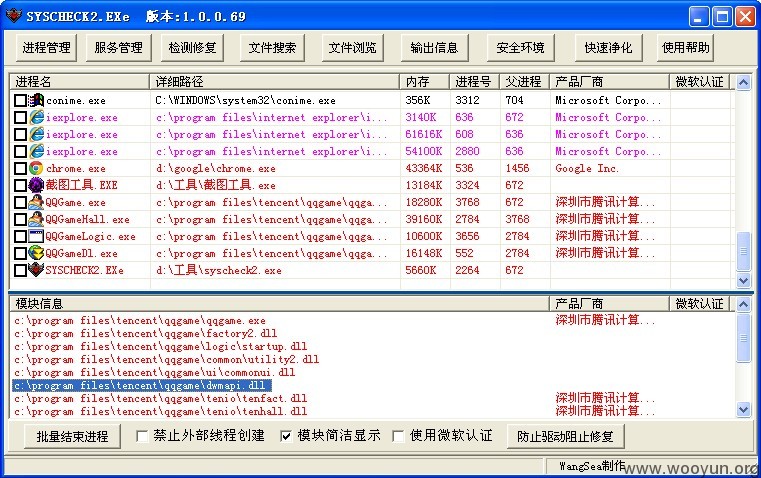 SYSCHECK2.EXe 版本:1.0.0.69
进程管理 服务管理 检测修复 文件搜索 文件浏览 输出信息 安全环境 快速净化 使用帮助
进程名 详细路径 内存 进程号 父进程 产品厂商 微软认证
conime.exe C:\WINDOWS\system32\conime.exe 356K 3312 704 Microsoft Corpo...
iexplore.exe c:\program files\internet explorer\i... 3140K 636 672 Microsoft Corpo...
iexplore.exe c:\program files\internet explorer\i... 61616K 608 636 Microsoft Corpo...
iexplore.exe c:\program files\internet explorer\i... 54100K 2880 636 Microsoft Corpo...
chrome.exe d:\google\chrome.exe 43364K 536 1456 Google Inc.
截图工具.EXE d:\工具\截图工具.exe 13184K 3324 672
QQGame.exe c:\program files\tencent\qqgame\qqga... 18280K 3768 672 深圳市腾讯计算...
QQGameHall.exe c:\program files\tencent\qqgame\qqga... 39160K 2784 3768 深圳市腾讯计算...
QQGameLogic.exe c:\program files\tencent\qqgame\qqga... 10600K 3656 2784 深圳市腾讯计算...
QQGameDl.exe c:\program files\tencent\qqgame\qqga... 16148K 552 2784 深圳市腾讯计算...
SYSCHECK2.EXe d:\工具\syscheck2.exe 5660K 2264 672
模块信息 产品厂商 微软认证
c:\program files\tencent\qqgame\qqgame.exe 深圳市腾讯计算...
c:\program files\tencent\qqgame\factory2.dll
c:\program files\tencent\qqgame\logic\startup.dll
c:\program files\tencent\qqgame\common\utility2.dll
c:\program files\tencent\qqgame\ui\commonui.dll
c:\program files\tencent\qqgame\dwmapi.dll
c:\program files\tencent\qqgame\tenio\tenfact.dll 深圳市腾讯计算...
c:\program files\tencent\qqgame\tenio\tenhall.dll 深圳市腾讯计算...
批量结束进程 禁止外部线程创建 模块简洁显示 使用微软认证 防止驱动阻止修复
WangSea制作
www.wooyun.org